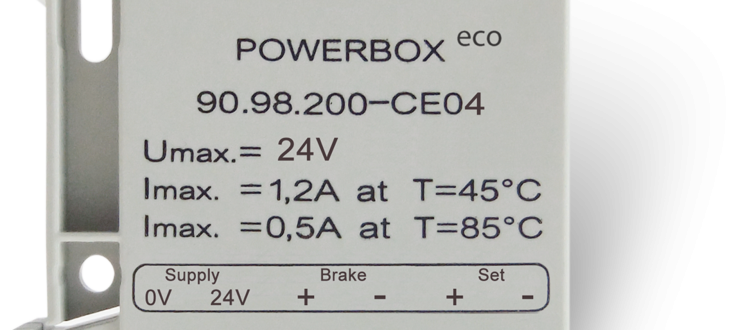 POWERBOX eco
90.98.200-CE04
Umax.= 24V
Imax. =1,2A at T=45°C
Imax. =0,5A at T=85°C
Supply Brake Set
0V 24V + - + -